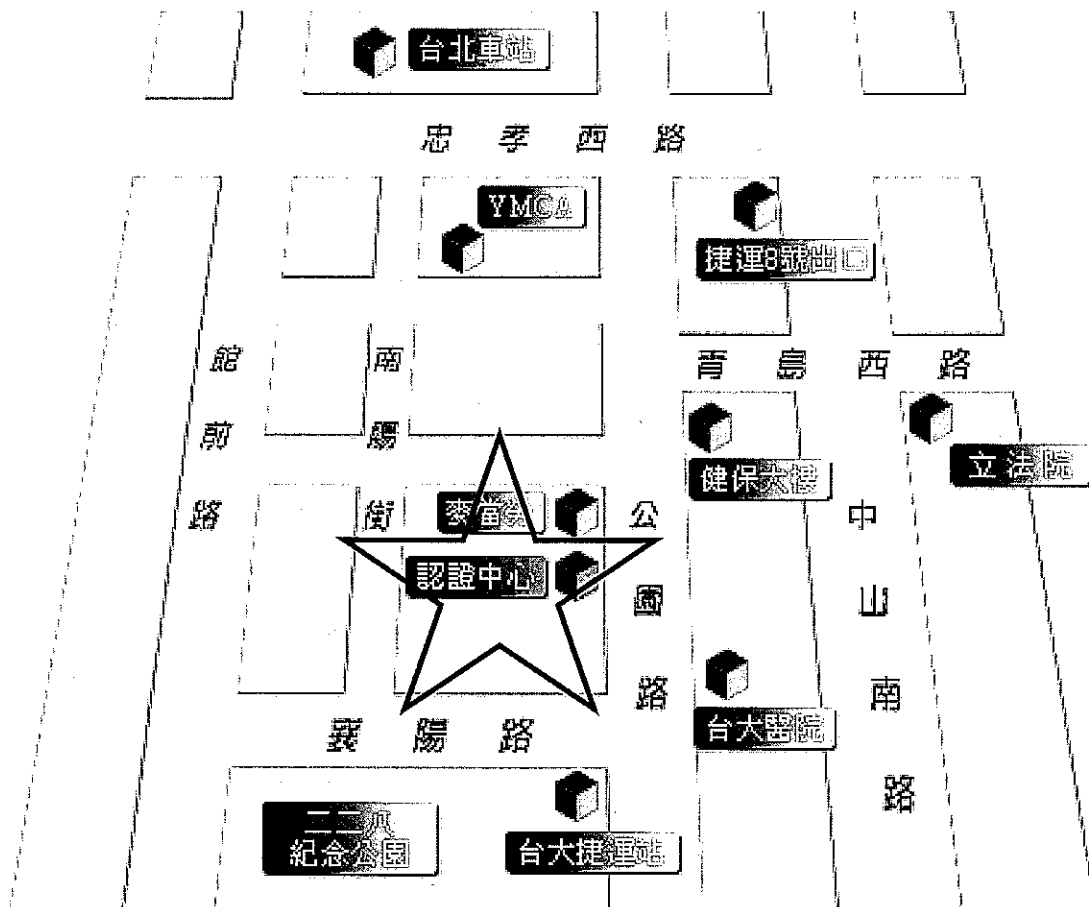 台北車站
忠孝西路
YMCA
捷運8號出口
館前路
南陽街
青島西路
健保大樓
立法院
麥當勞
認證中心
公園路
中山南路
台大醫院
襄陽路
二二八
紀念公園
台大捷運站